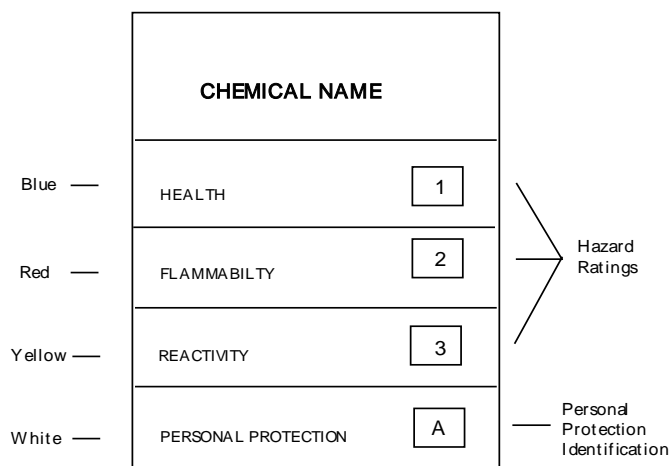 CHEMICAL NAME
Blue
HEALTH
1
Red
FLAMMABILTY
2
Hazard
Ratings
Yellow
REACTIVITY
3
White
PERSONAL PROTECTION
A
Personal
Protection
Identification